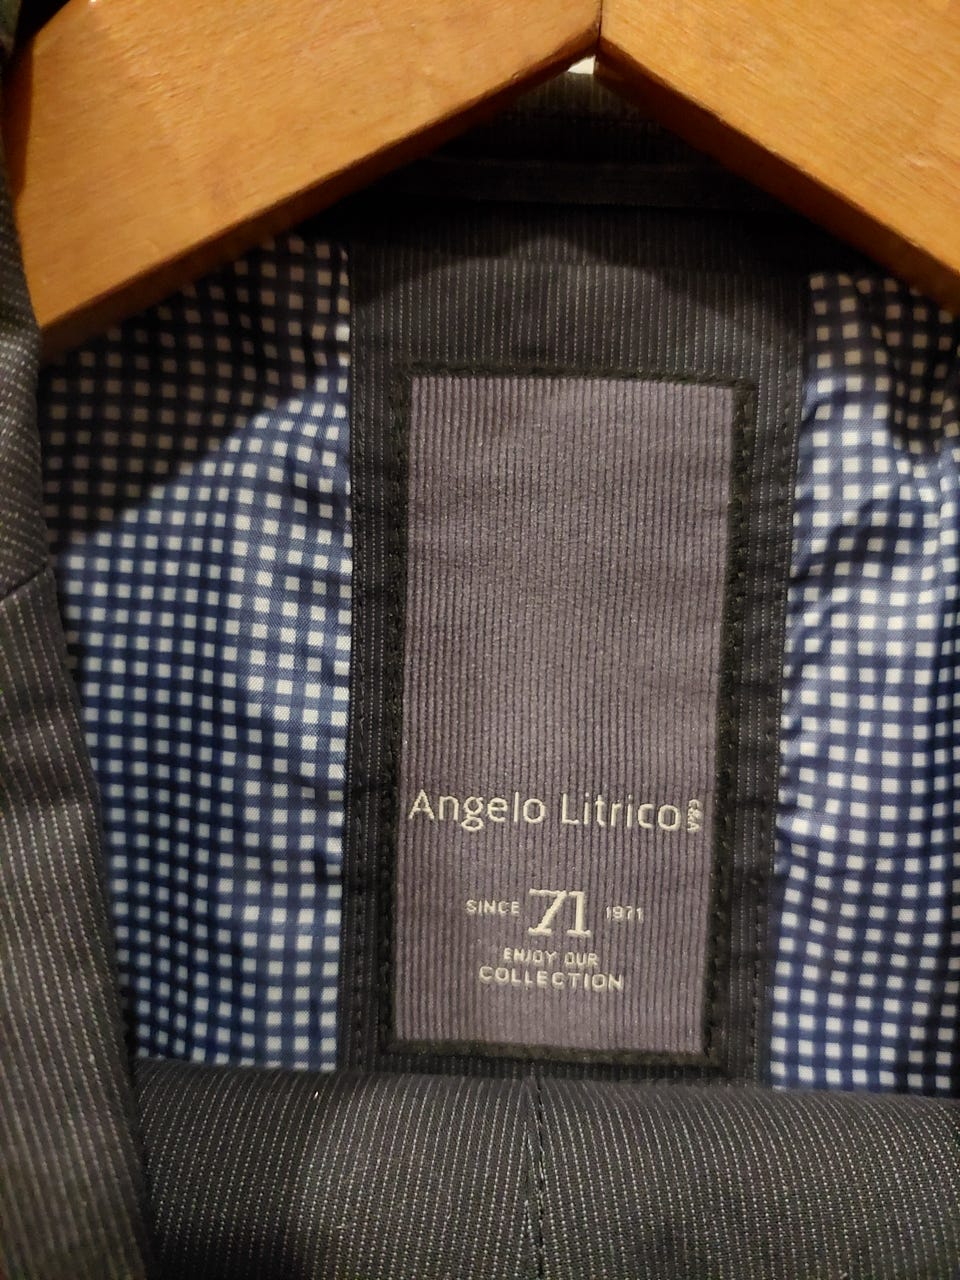 Angelo Litrico C&A
SINCE 71 1971
ENJOY OUR
COLLECTION